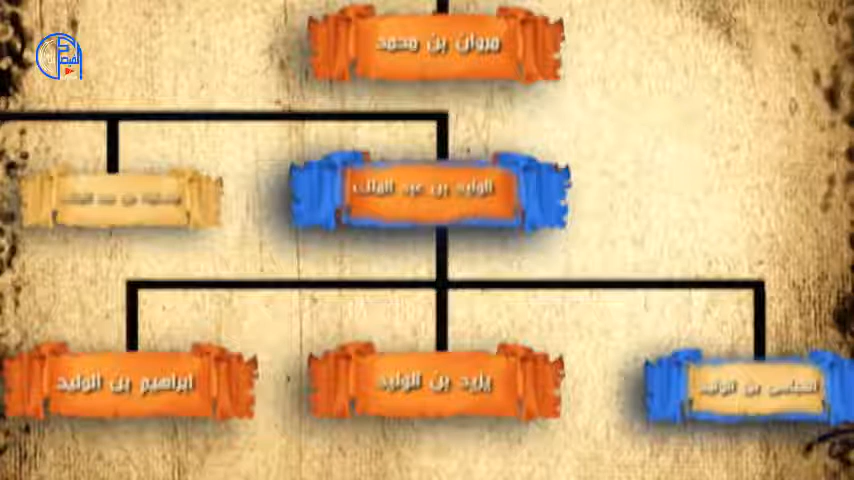 مروان بن محمد
الوليد بن عبد الملك
ابراهيم بن الوليد
يزيد بن الوليد
العباس بن الوليد